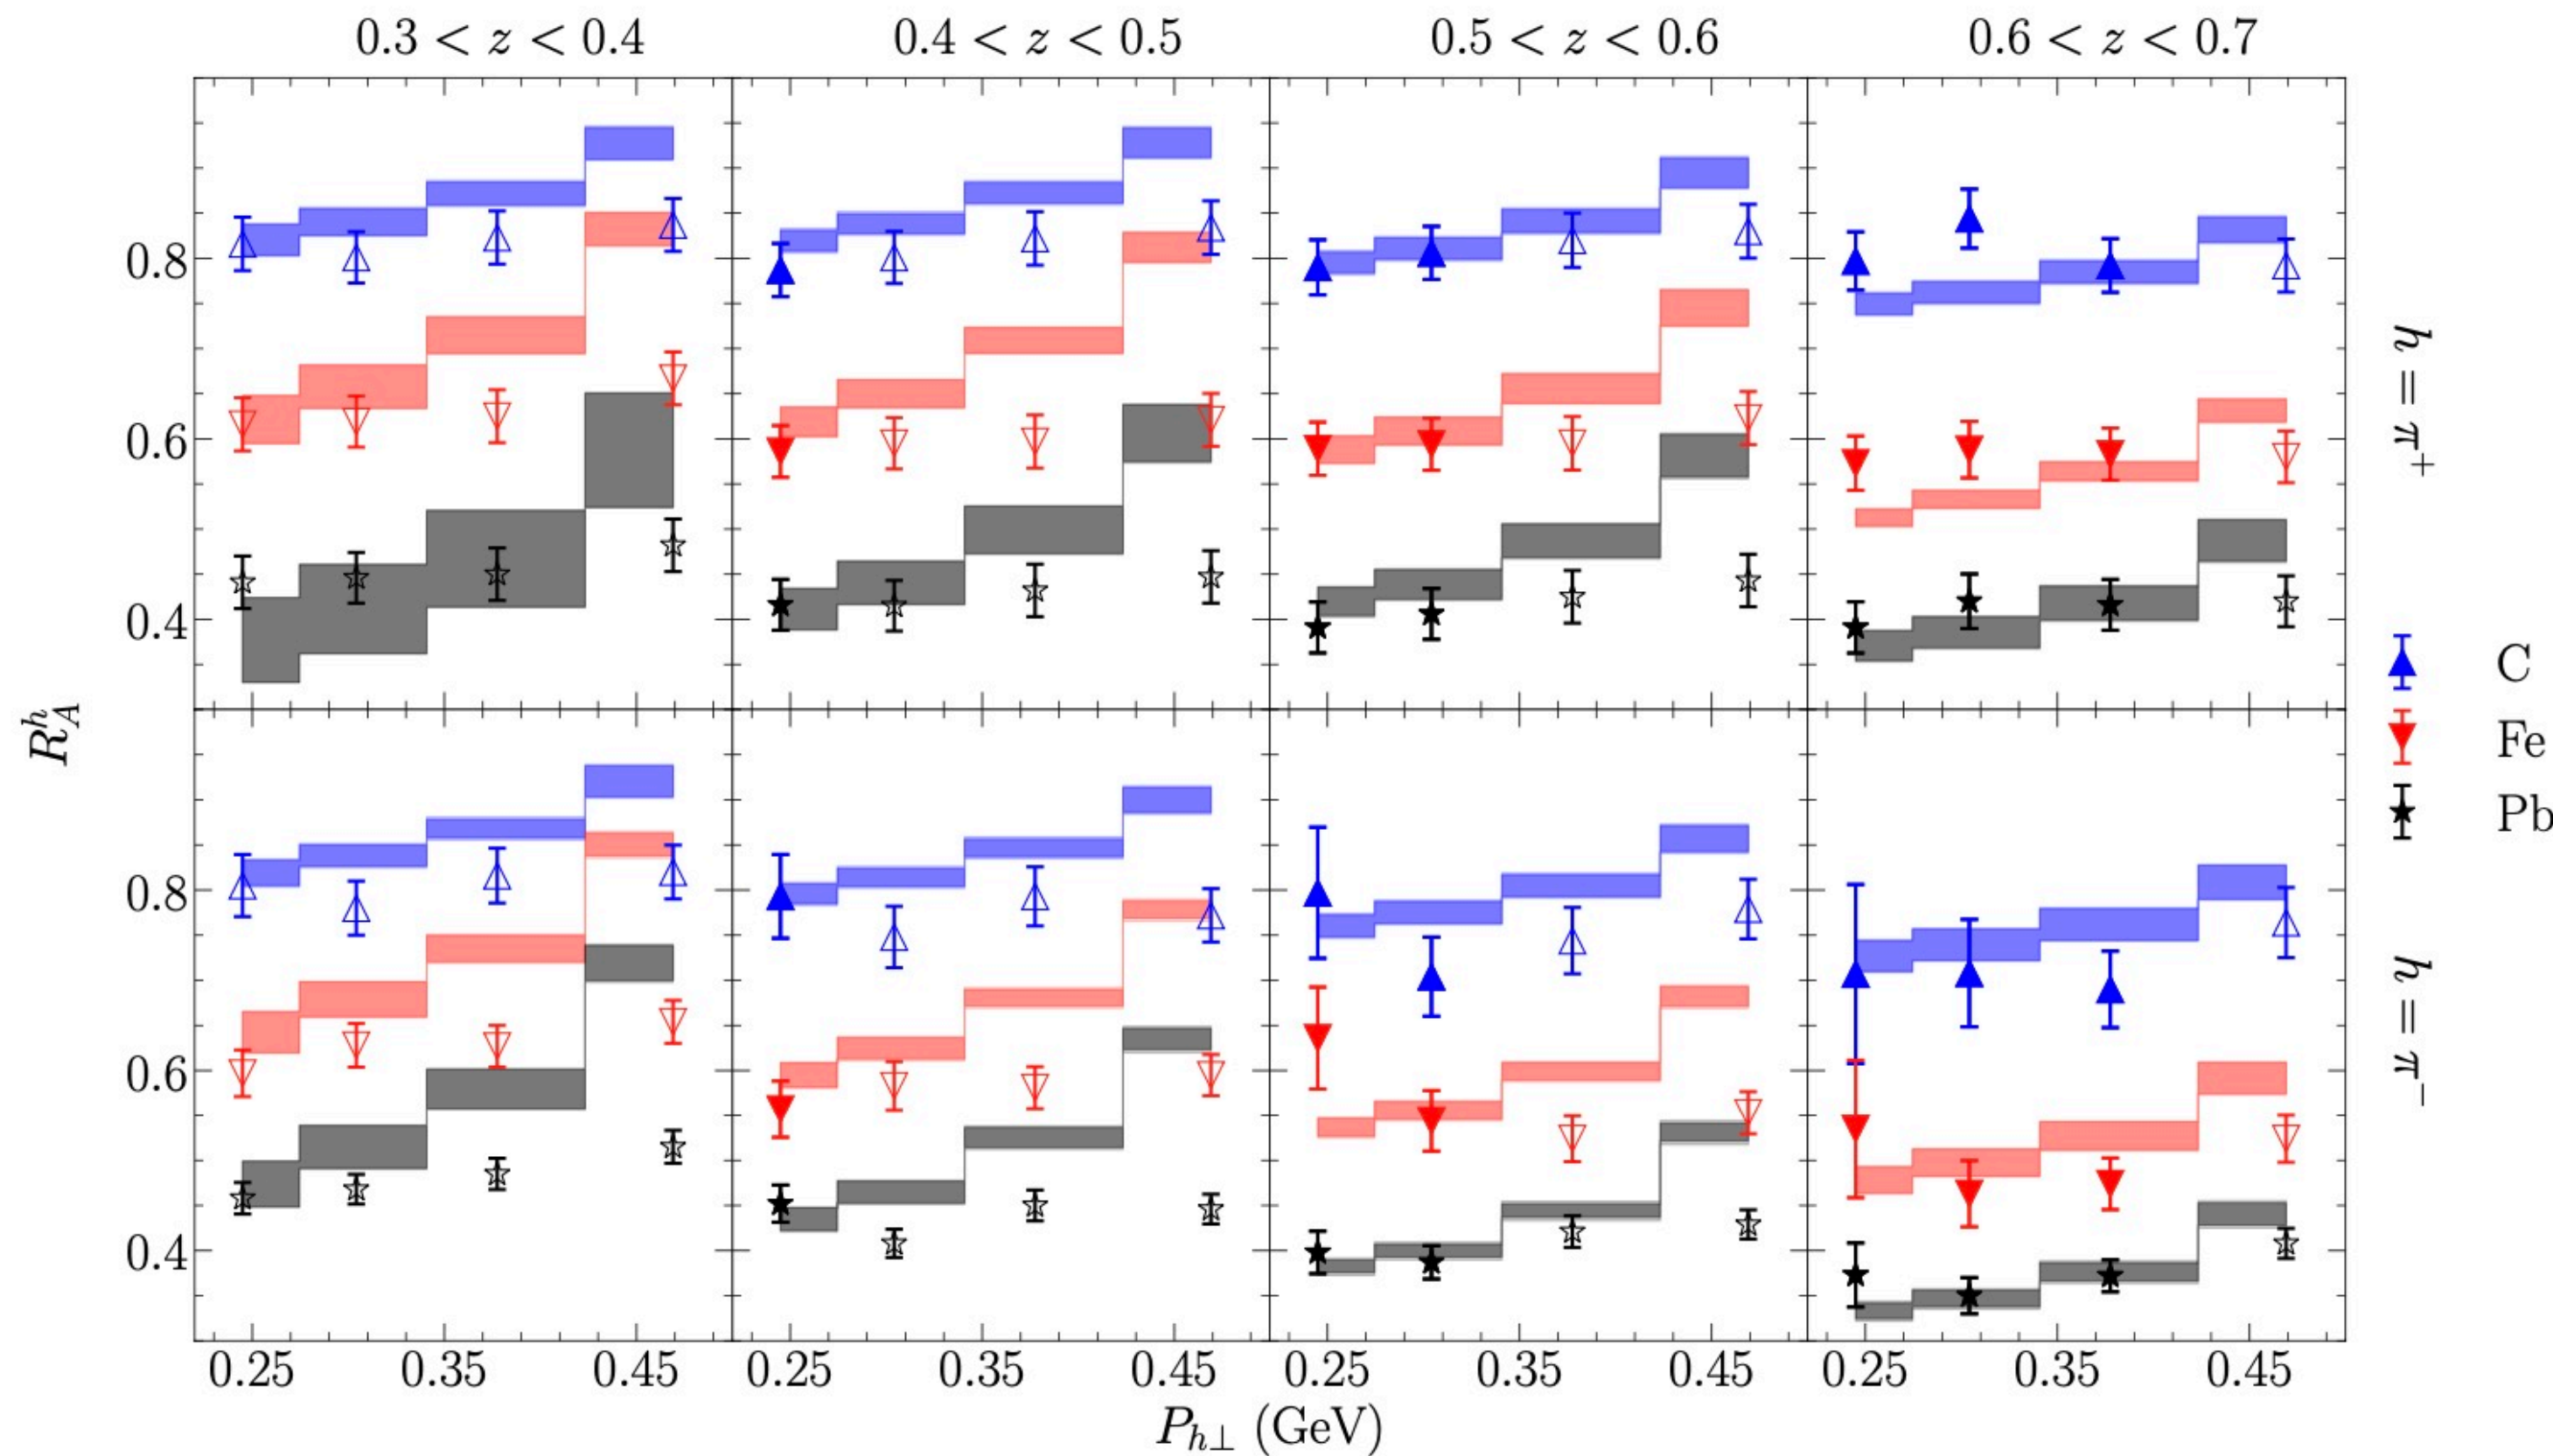 0.3 < z < 0.4
0.4 < z < 0.5
0.5 < z < 0.6
0.6 < z < 0.7
0.8
0.6
0.4
h = π⁺
R_A^h
C
Fe
Pb
0.8
0.6
0.4
h = π⁻
0.25 0.35 0.45 0.25 0.35 0.45 0.25 0.35 0.45 0.25 0.35 0.45
P_{h⊥} (GeV)